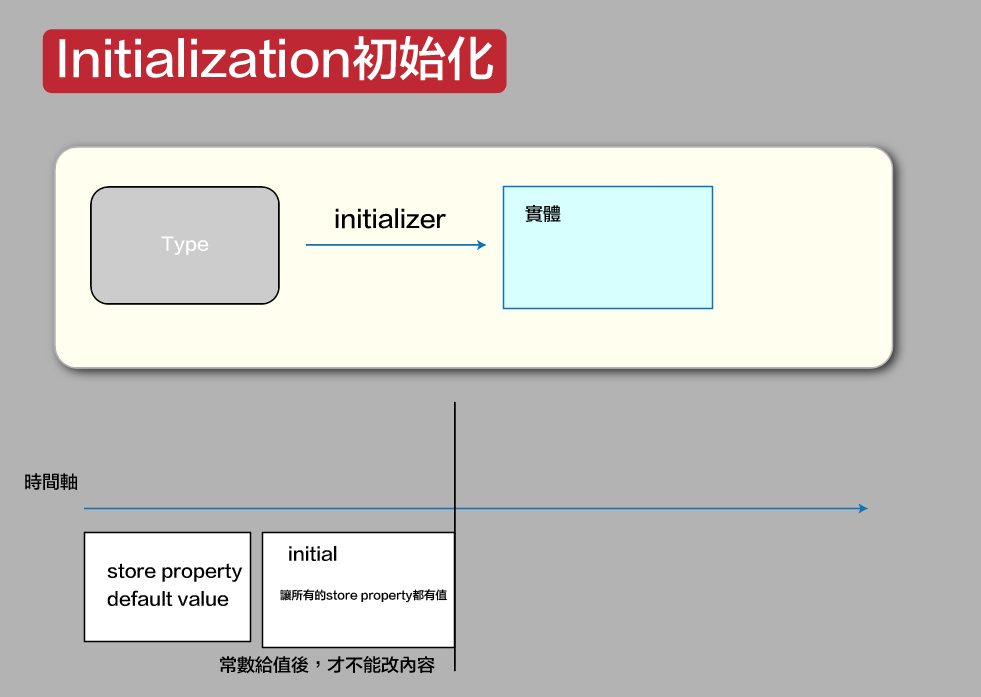 Initialization初始化
Type
initializer
實體
時間軸
store property
default value
initial
讓所有的store property都有值
常數給值後，才不能改內容